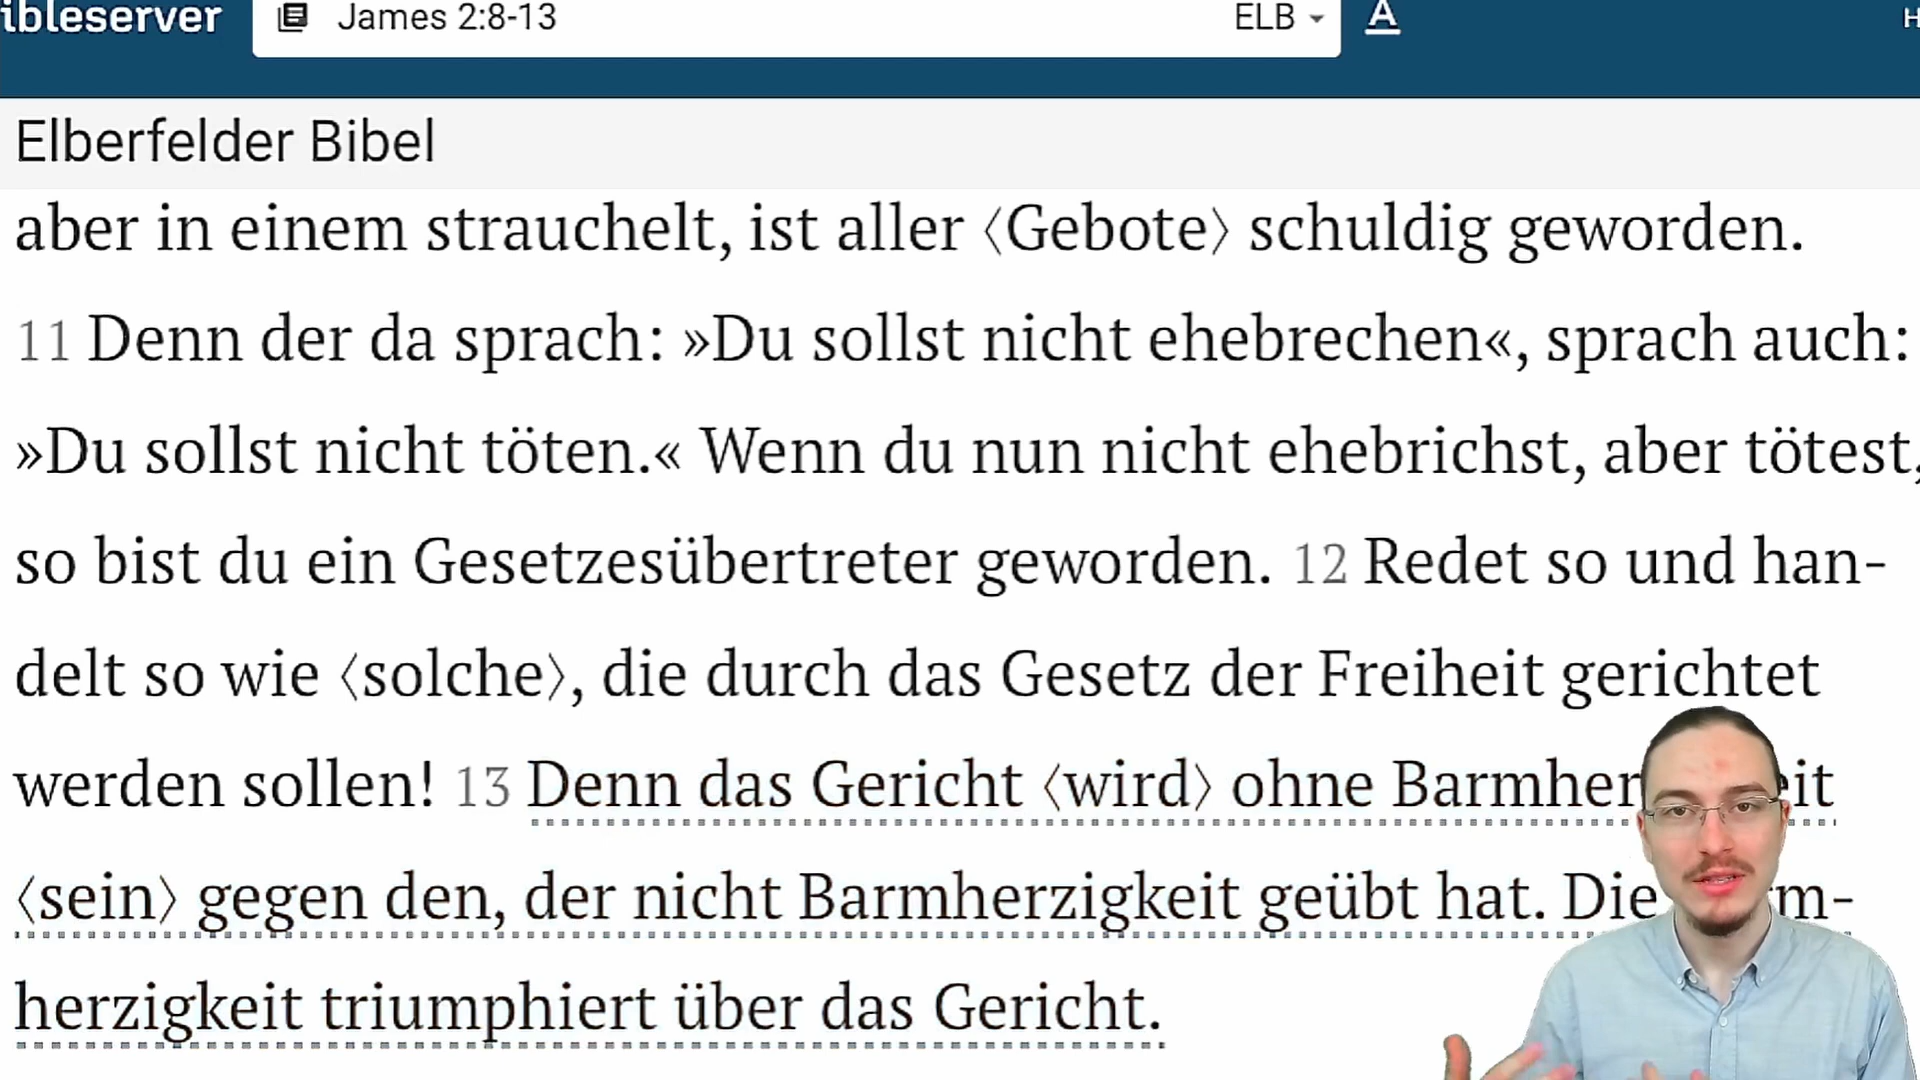 ibleserver James 2:8-13 ELB A H
Elberfelder Bibel
aber in einem strauchelt, ist aller ⟨Gebote⟩ schuldig geworden.
11 Denn der da sprach: »Du sollst nicht ehebrechen«, sprach auch:
»Du sollst nicht töten.« Wenn du nun nicht ehebrichst, aber tötest,
so bist du ein Gesetzesübertreter geworden. 12 Redet so und han-
delt so wie ⟨solche⟩, die durch das Gesetz der Freiheit gerichtet
werden sollen! 13 Denn das Gericht ⟨wird⟩ ohne Barmher eit
⟨sein⟩ gegen den, der nicht Barmherzigkeit geübt hat. Die m-
herzigkeit triumphiert über das Gericht.